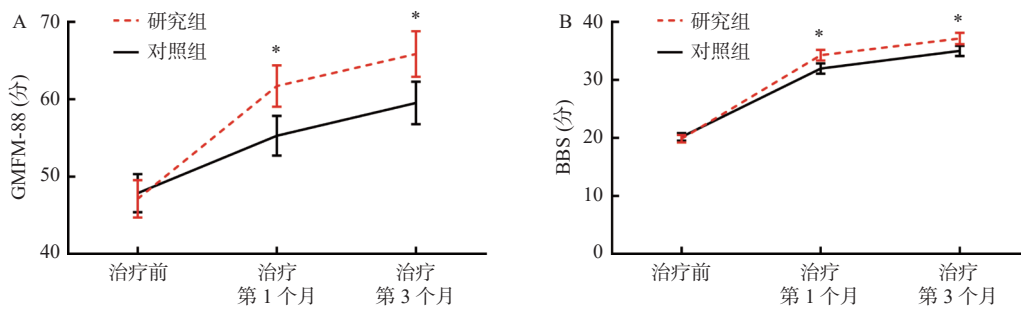 A
70
60
50
40
GMFM-88 (分)
研究组
对照组
*
*
治疗前
治疗
第 1 个月
治疗
第 3 个月
B
40
30
20
10
0
BBS (分)
研究组
对照组
*
*
治疗前
治疗
第 1 个月
治疗
第 3 个月